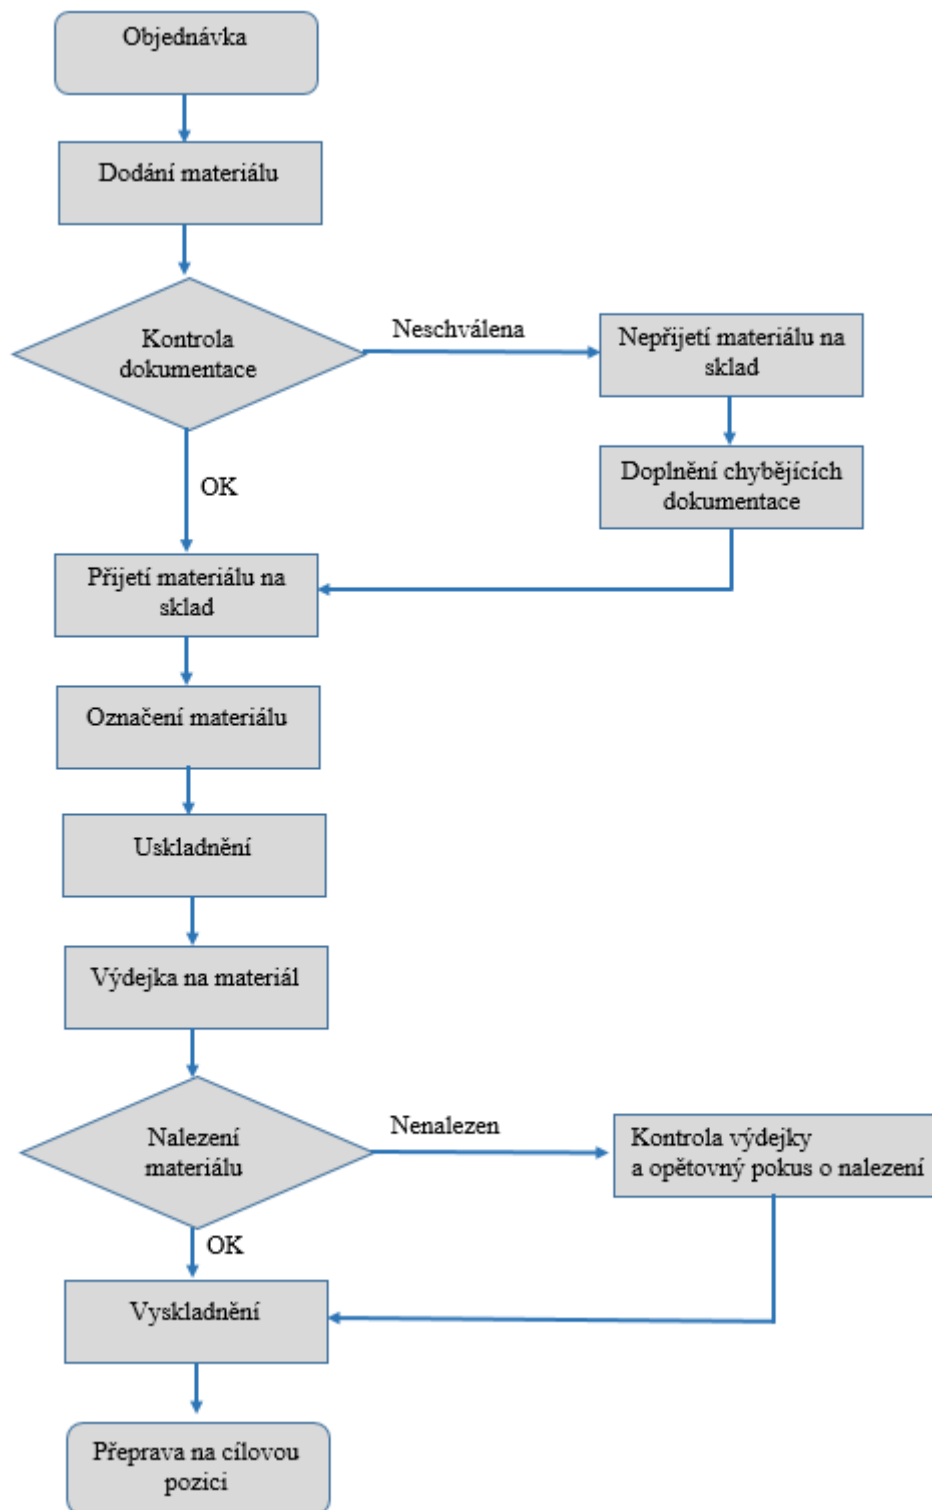 Objednávka
Dodání materiálu
Kontrola
dokumentace
Neschválena
Nepřijetí materiálu na
sklad
Doplnění chybějících
dokumentace
OK
Přijetí materiálu na
sklad
Označení materiálu
Uskladnění
Výdejka na materiál
Nalezení
materiálu
Nenalezen
Kontrola výdejky
a opětovný pokus o nalezení
OK
Vyskladnění
Přeprava na cílovou
pozici